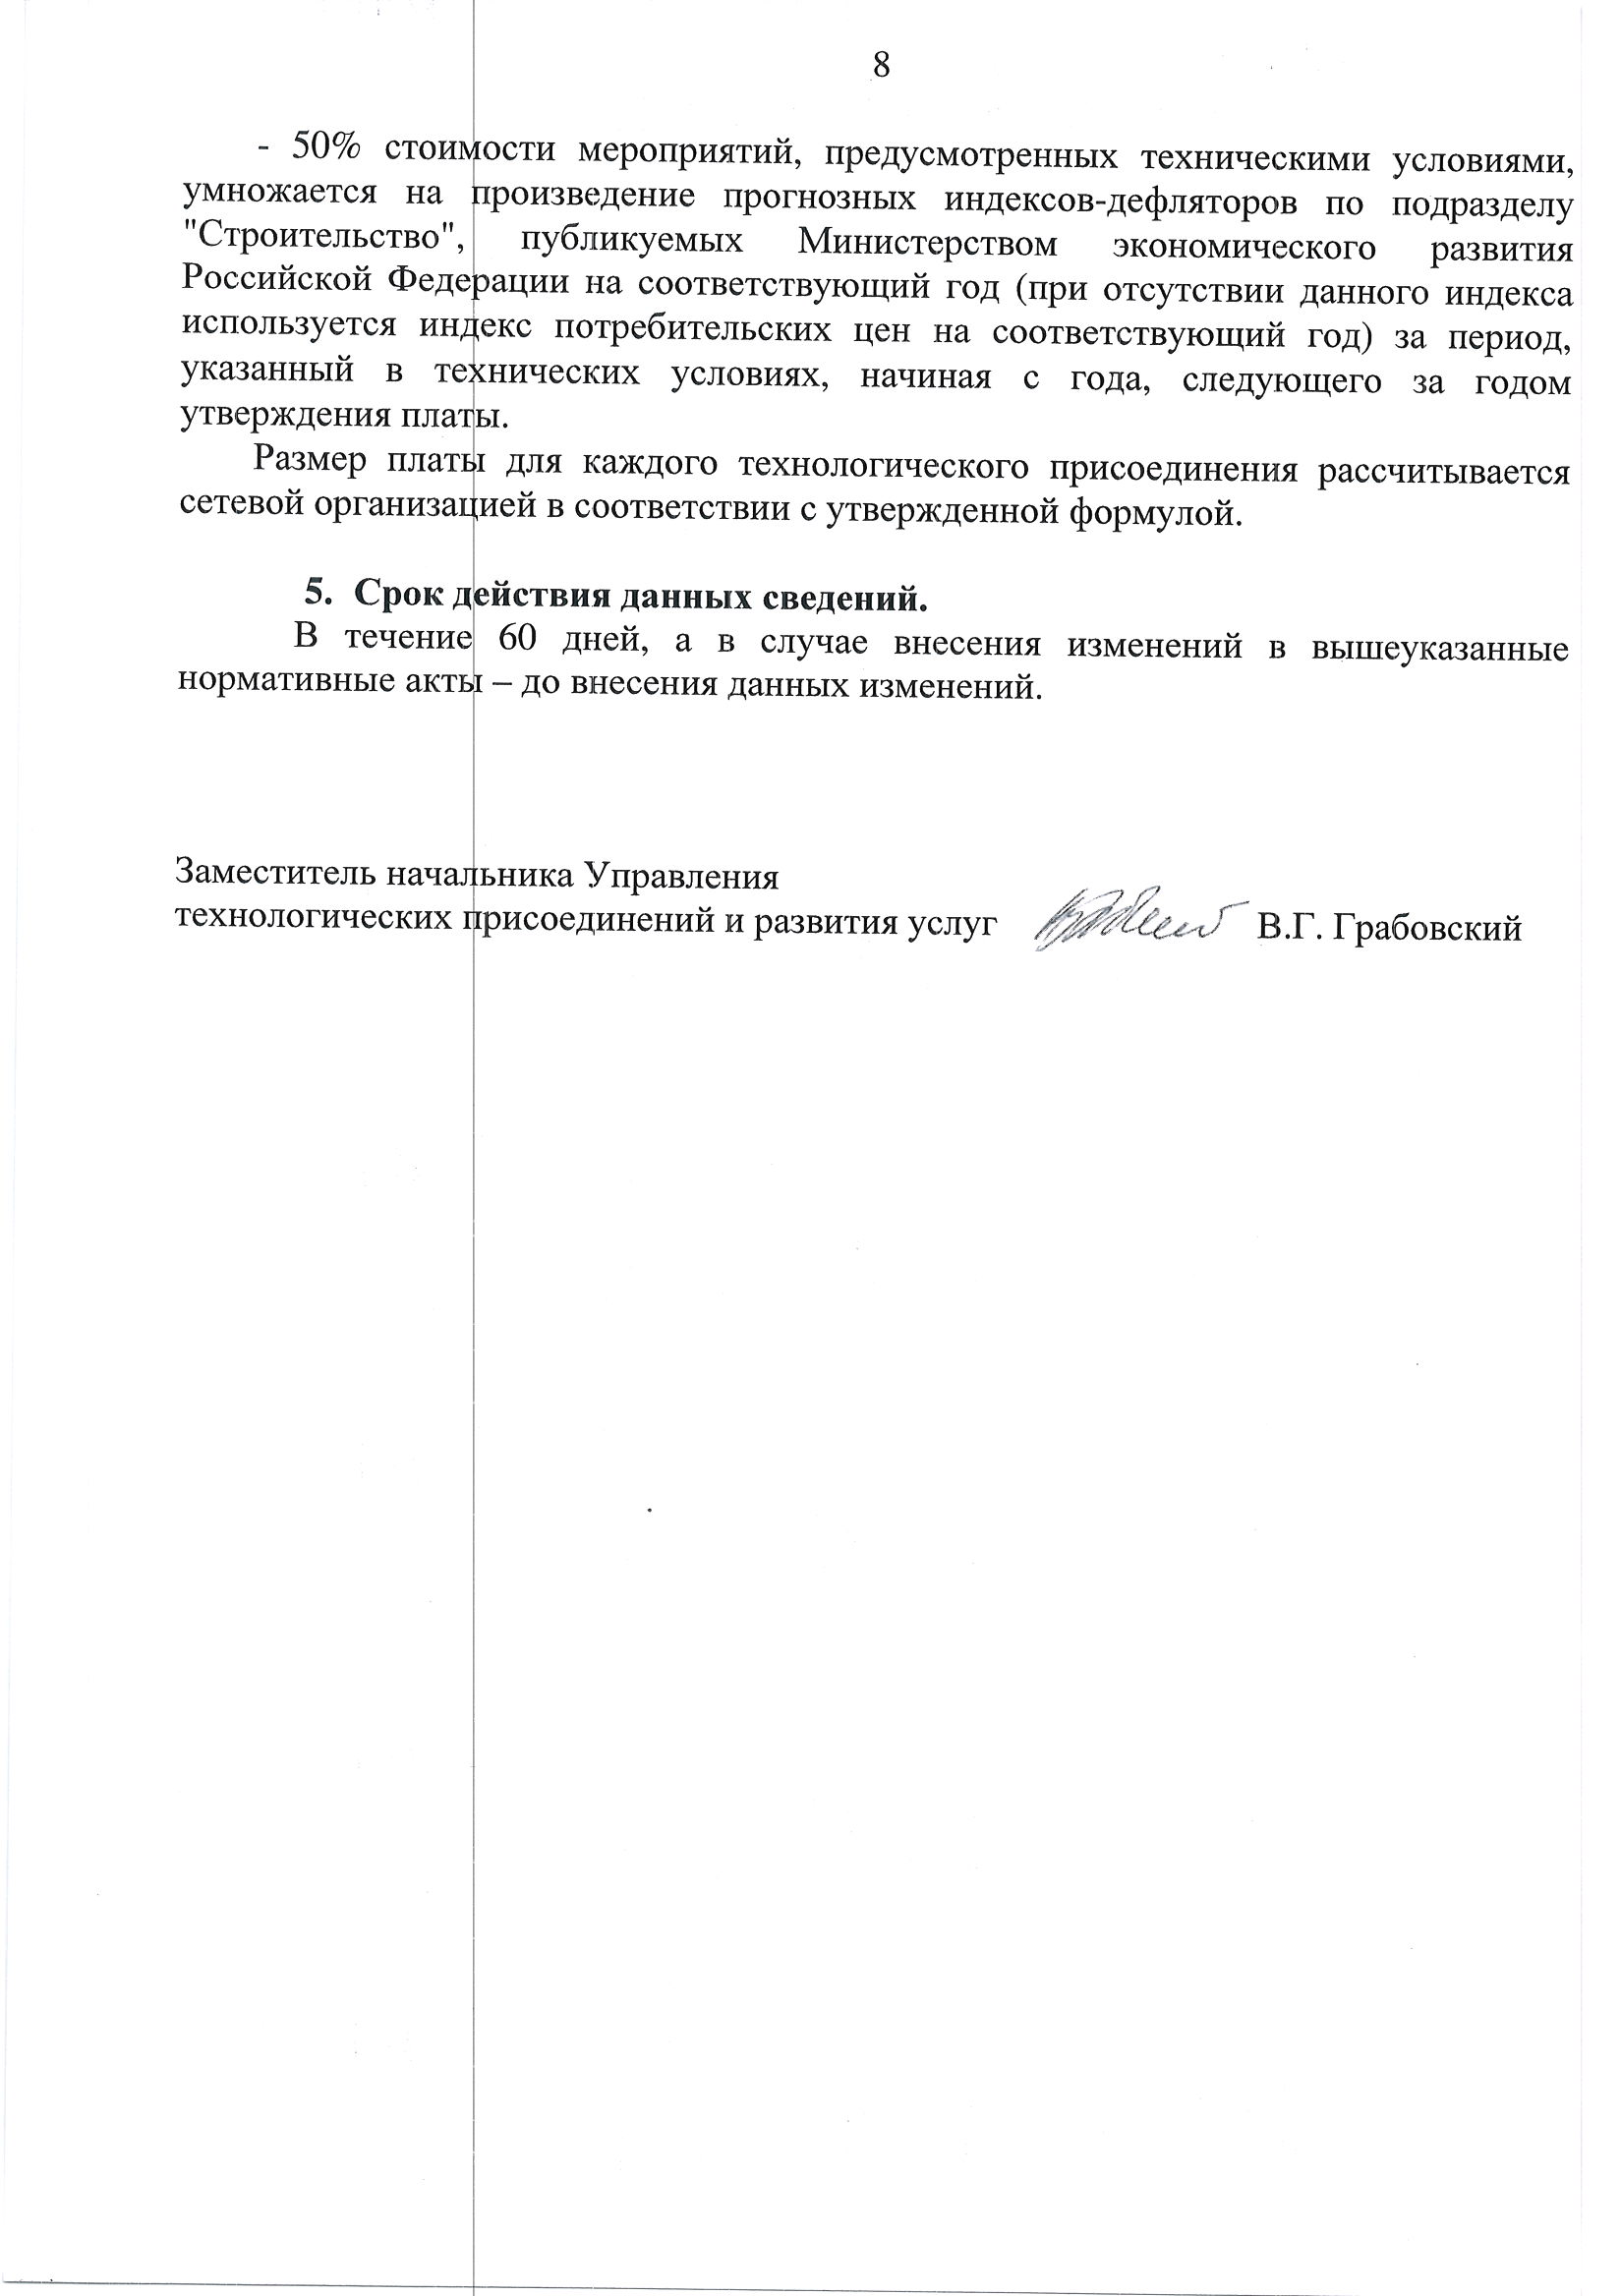 8
- 50% стоимости мероприятий, предусмотренных техническими условиями,
умножается на произведение прогнозных индексов-дефляторов по подразделу
"Строительство", публикуемых Министерством экономического развития
Российской Федерации на соответствующий год (при отсутствии данного индекса
используется индекс потребительских цен на соответствующий год) за период,
указанный в технических условиях, начиная с года, следующего за годом
утверждения платы.
Размер платы для каждого технологического присоединения рассчитывается
сетевой организацией в соответствии с утвержденной формулой.
5. Срок действия данных сведений.
В течение 60 дней, а в случае внесения изменений в вышеуказанные
нормативные акты – до внесения данных изменений.
Заместитель начальника Управления
технологических присоединений и развития услуг В.Г. Грабовский